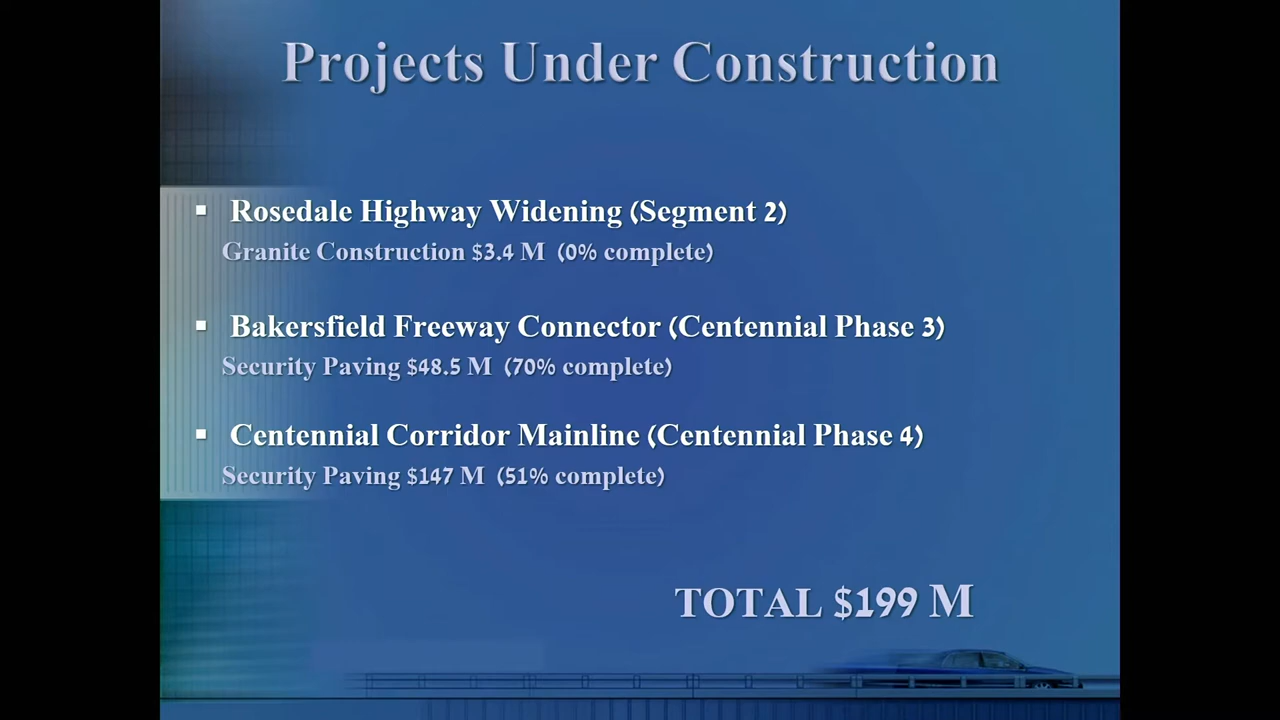 Projects Under Construction
▪ Rosedale Highway Widening (Segment 2)
Granite Construction $3.4 M (0% complete)
▪ Bakersfield Freeway Connector (Centennial Phase 3)
Security Paving $48.5 M (70% complete)
▪ Centennial Corridor Mainline (Centennial Phase 4)
Security Paving $147 M (51% complete)
TOTAL $199 M